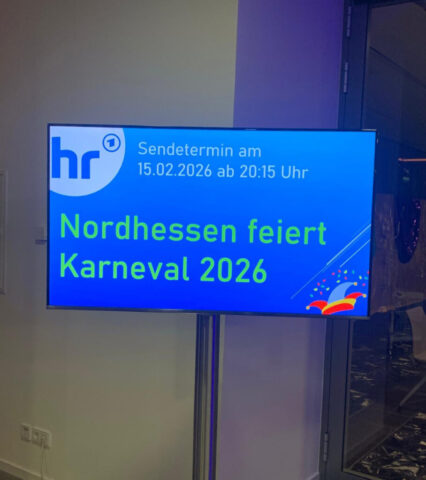 hr
Sendetermin am
15.02.2026 ab 20:15 Uhr
Nordhessen feiert
Karneval 2026